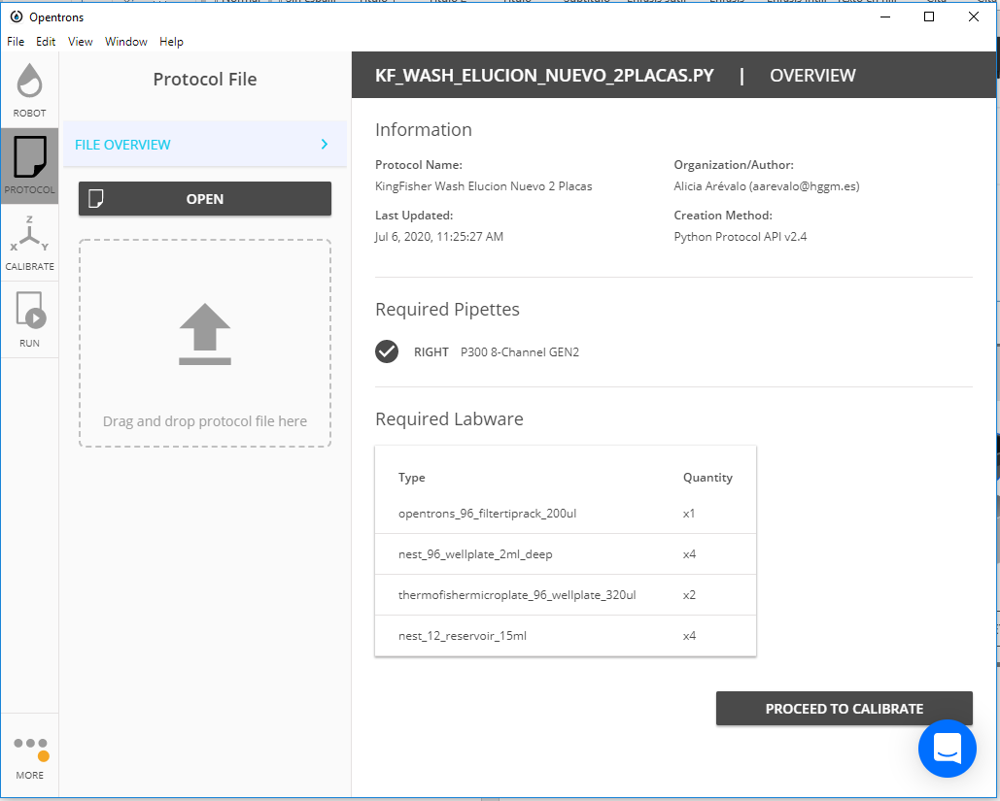 Opentrons
File Edit View Window Help
ROBOT
PROTOCOL
CALIBRATE
Z
X Y
RUN
MORE
Protocol File
FILE OVERVIEW
OPEN
Drag and drop protocol file here
KF_WASH_ELUCION_NUEVO_2PLACAS.PY | OVERVIEW
Information
Protocol Name: Organization/Author:
KingFisher Wash Elucion Nuevo 2 Placas Alicia Arévalo (aarevalo@hggm.es)
Last Updated: Creation Method:
Jul 6, 2020, 11:25:27 AM Python Protocol API v2.4
Required Pipettes
RIGHT P300 8-Channel GEN2
Required Labware
Type Quantity
opentrons_96_filtertiprack_200ul x1
nest_96_wellplate_2ml_deep x4
thermofishermicroplate_96_wellplate_320ul x2
nest_12_reservoir_15ml x4
PROCEED TO CALIBRATE